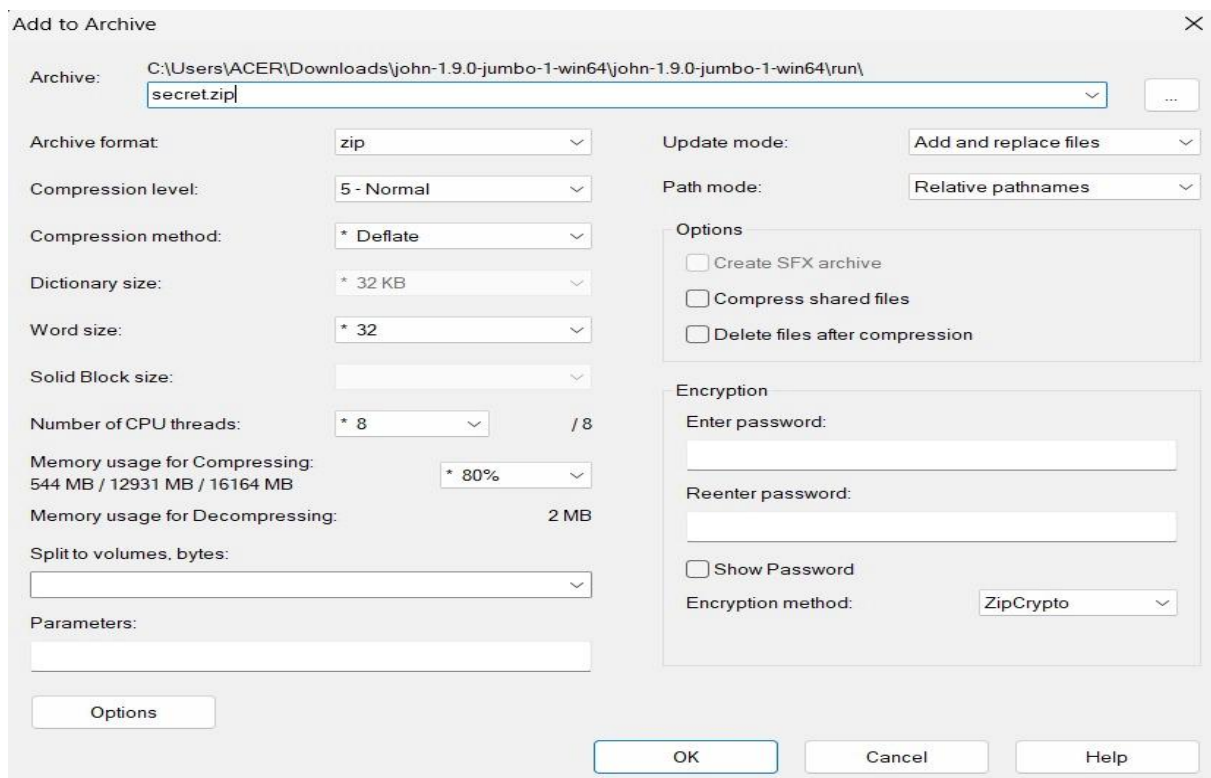 Add to Archive
Archive:
C:\Users\ACER\Downloads\john-1.9.0-jumbo-1-win64\john-1.9.0-jumbo-1-win64\run\
secret.zip
...
Archive format:
zip
Compression level:
5 - Normal
Compression method:
* Deflate
Dictionary size:
* 32 KB
Word size:
* 32
Solid Block size:
Number of CPU threads:
* 8
/ 8
Memory usage for Compressing:
544 MB / 12931 MB / 16164 MB
* 80%
Memory usage for Decompressing:
2 MB
Split to volumes, bytes:
Parameters:
Options
Update mode:
Add and replace files
Path mode:
Relative pathnames
Options
Create SFX archive
Compress shared files
Delete files after compression
Encryption
Enter password:
Reenter password:
Show Password
Encryption method:
ZipCrypto
OK
Cancel
Help